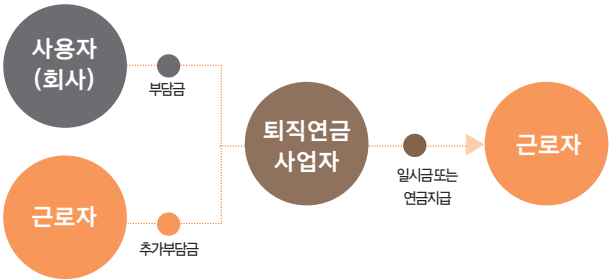 사용자
(회사)
부담금
근로자
추가부담금
퇴직연금
사업자
일시금 또는
연금지급
근로자